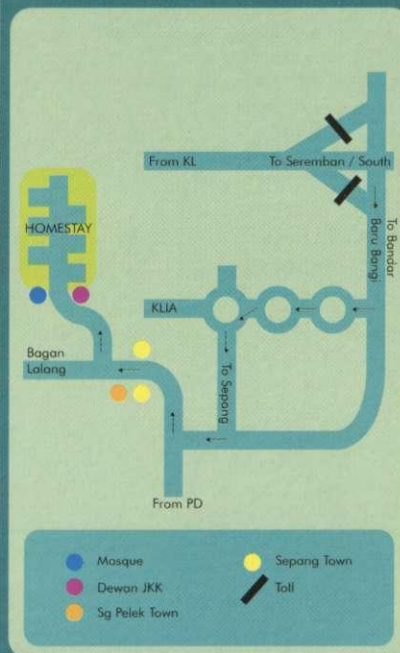 From KL
To Seremban / South
To Bandar
Baru Bangi
HOMESTAY
KLIA
Bagan
Lalang
To Sepang
From PD
Mosque
Dewan JKK
Sg Pelek Town
Sepang Town
Toll